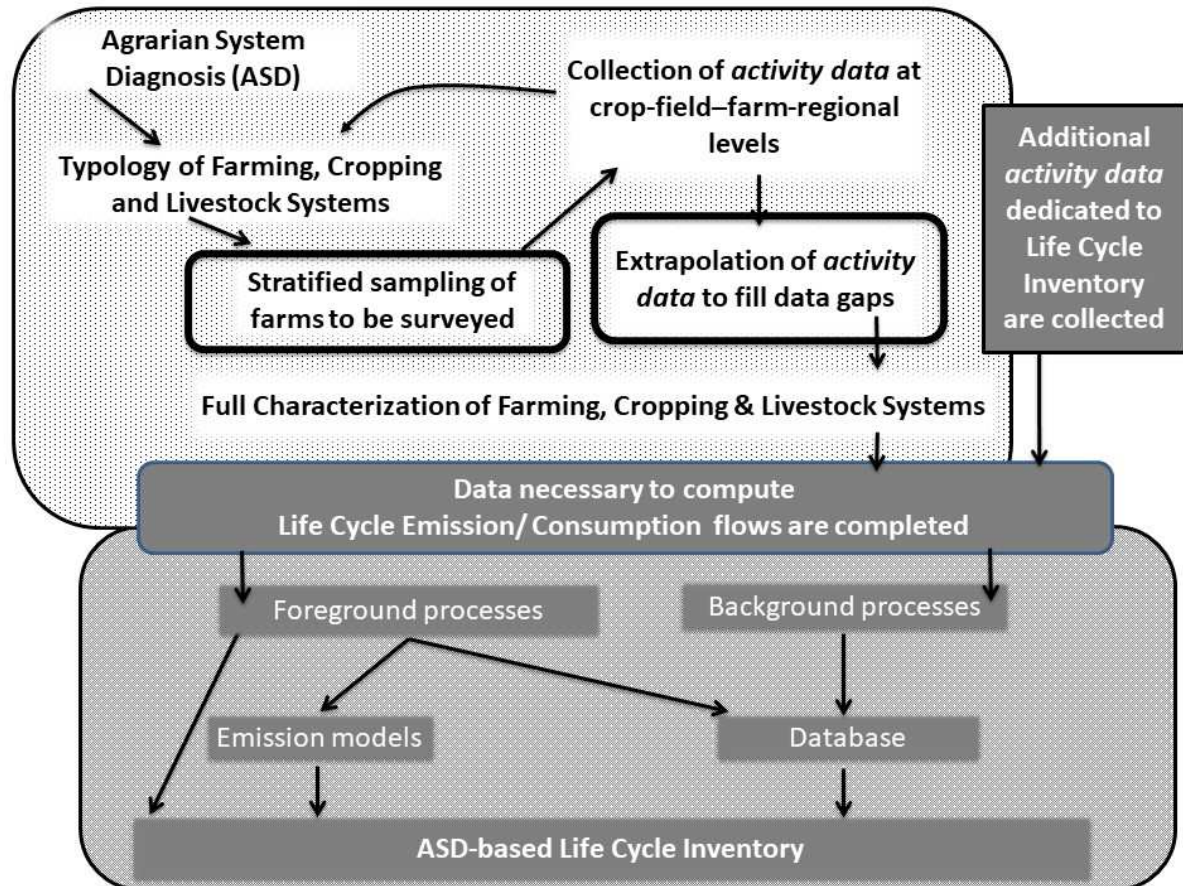 Agrarian System
Diagnosis (ASD)
Collection of activity data at
crop-field–farm-regional
levels
Additional
activity data
dedicated to
Life Cycle
Inventory
are collected
Typology of Farming, Cropping
and Livestock Systems
Stratified sampling of
farms to be surveyed
Extrapolation of activity
data to fill data gaps
Full Characterization of Farming, Cropping & Livestock Systems
Data necessary to compute
Life Cycle Emission/ Consumption flows are completed
Foreground processes
Background processes
Emission models
Database
ASD-based Life Cycle Inventory